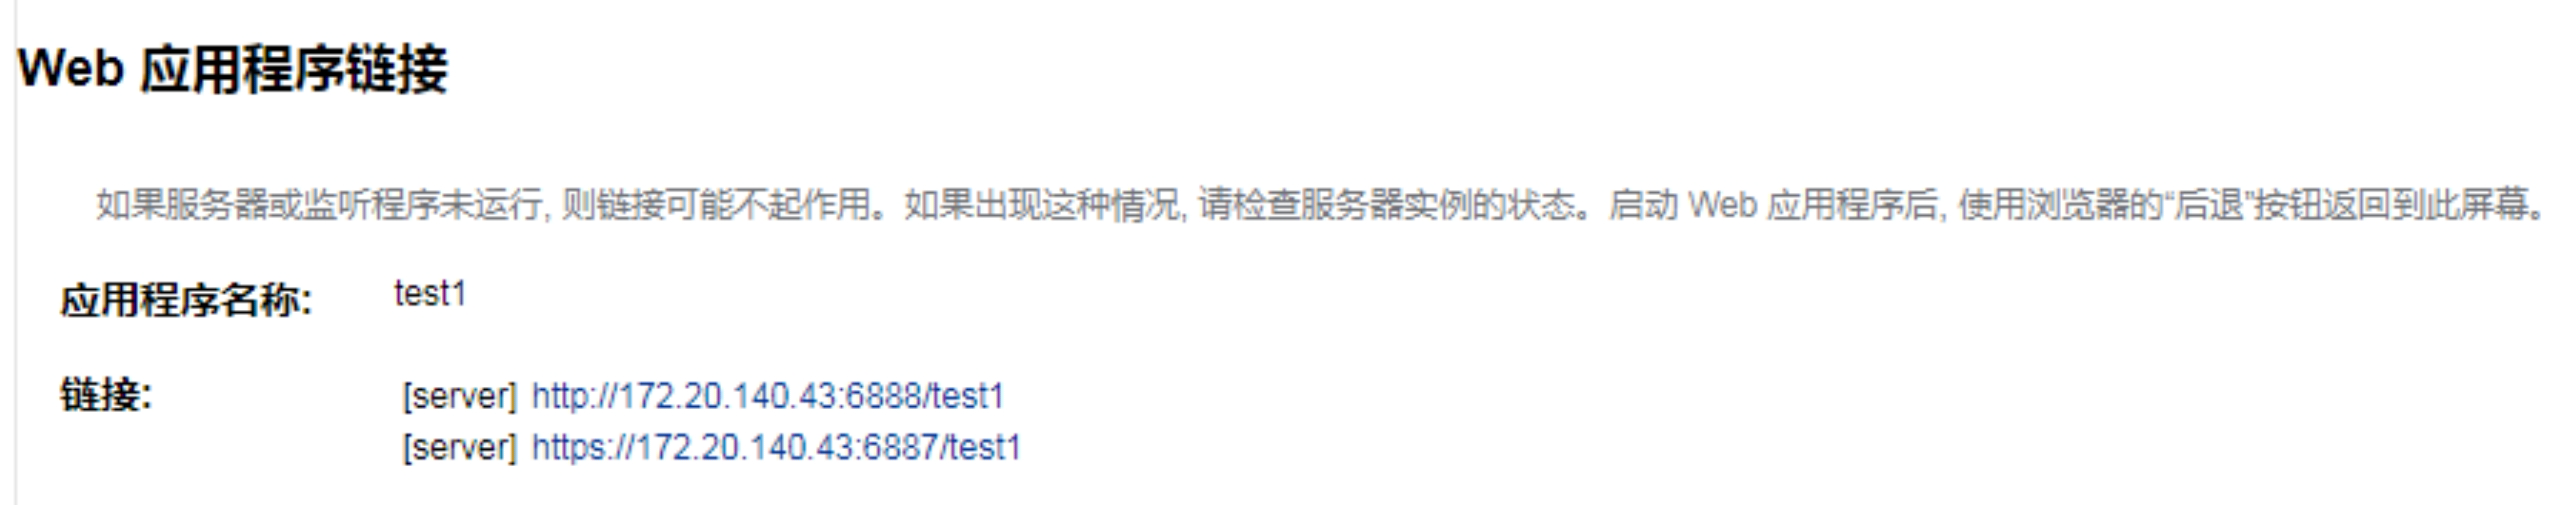 Web 应用程序链接
如果服务器或监听程序未运行, 则链接可能不起作用。如果出现这种情况, 请检查服务器实例的状态。启动 Web 应用程序后, 使用浏览器的“后退”按钮返回到此屏幕。
应用程序名称: test1
链接: [server] http://172.20.140.43:6888/test1
[server] https://172.20.140.43:6887/test1